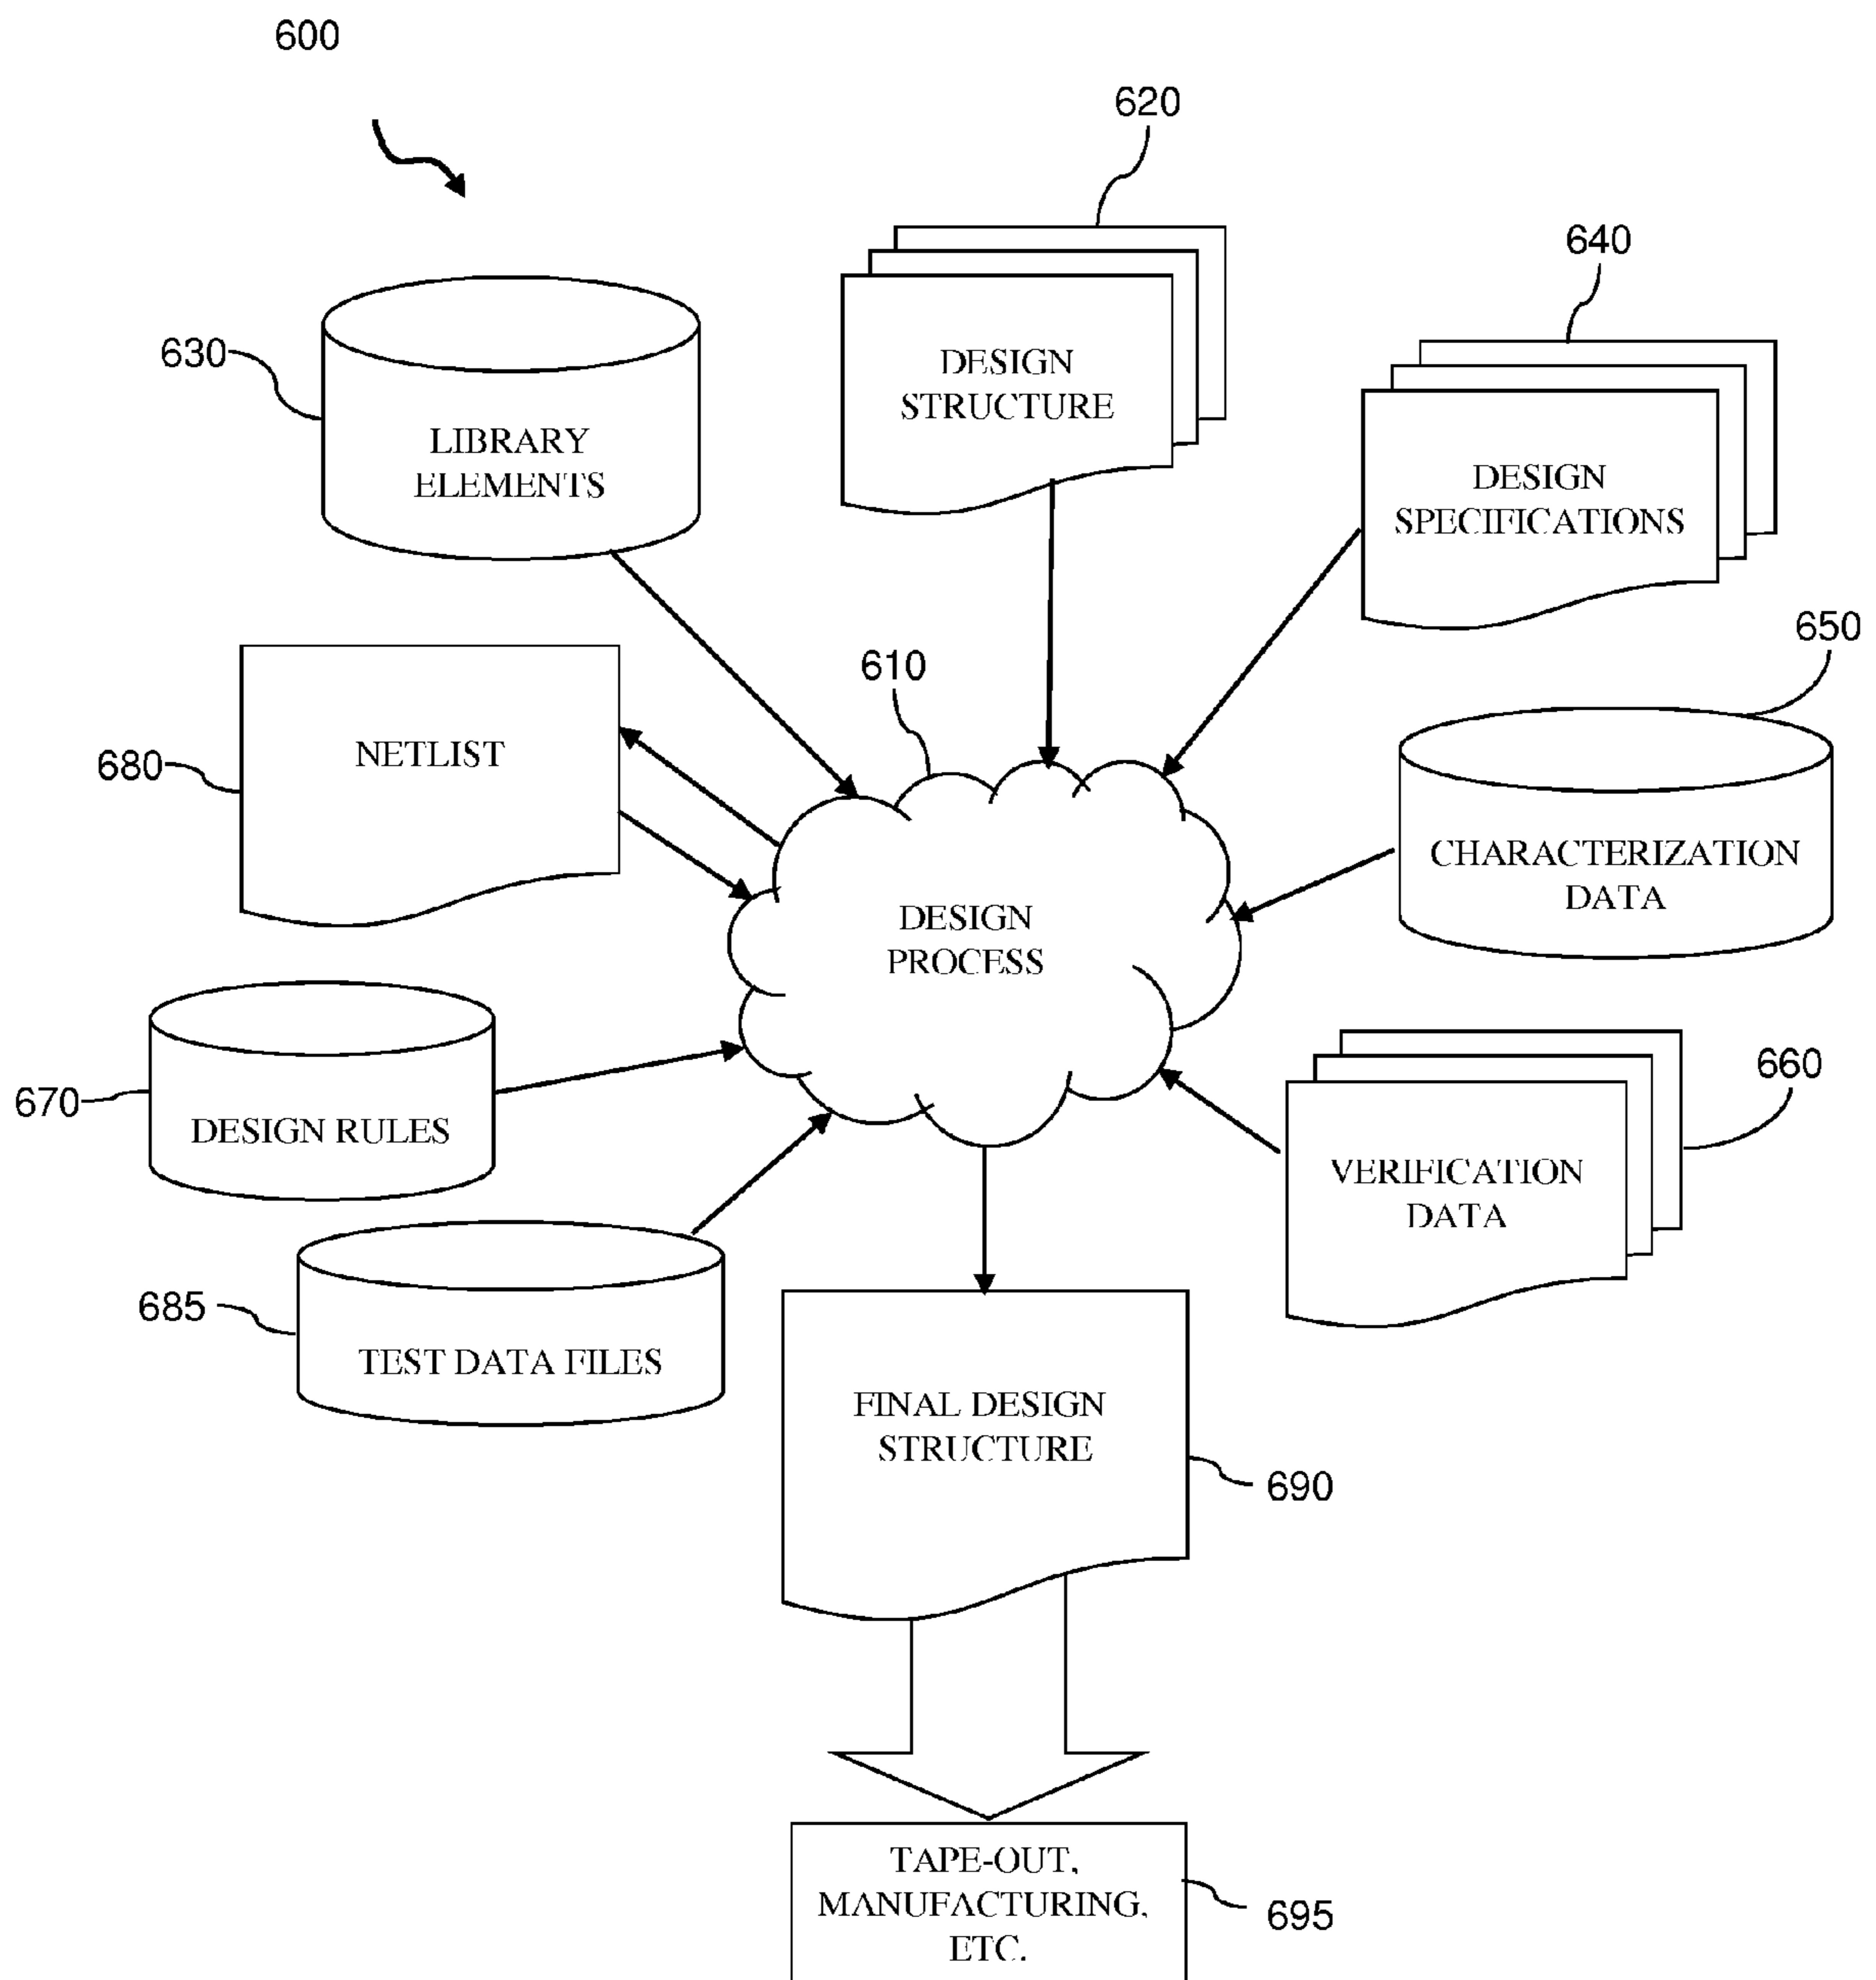 600
620
640
630
DESIGN
STRUCTURE
LIBRARY
ELEMENTS
DESIGN
SPECIFICATIONS
650
610
680
NETLIST
CHARACTERIZATION
DATA
DESIGN
PROCESS
670
DESIGN RULES
660
VERIFICATION
DATA
685
TEST DATA FILES
FINAL DESIGN
STRUCTURE
690
TAPE-OUT,
MANUFACTURING,
ETC.
695